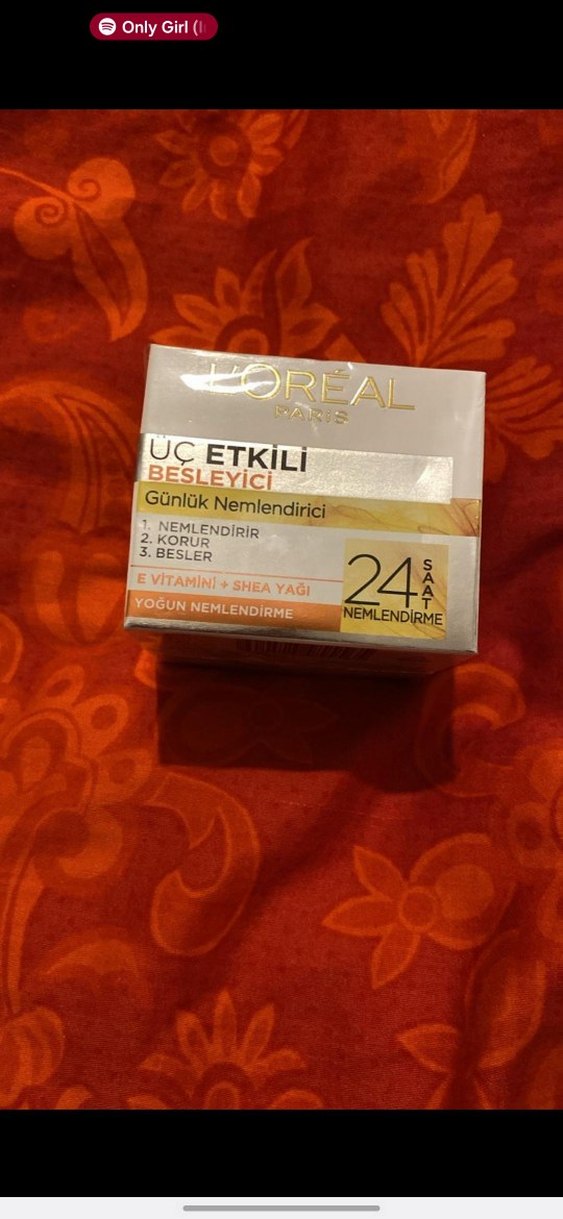 Only Girl (I
L'ORÉAL
PARİS
ÜÇ ETKİLİ
BESLEYİCİ
Günlük Nemlendirici
1. NEMLENDİRİR
2. KORUR
3. BESLER
E VİTAMİNİ + SHEA YAĞI
YOĞUN NEMLENDİRME
24 SAAT
NEMLENDİRME